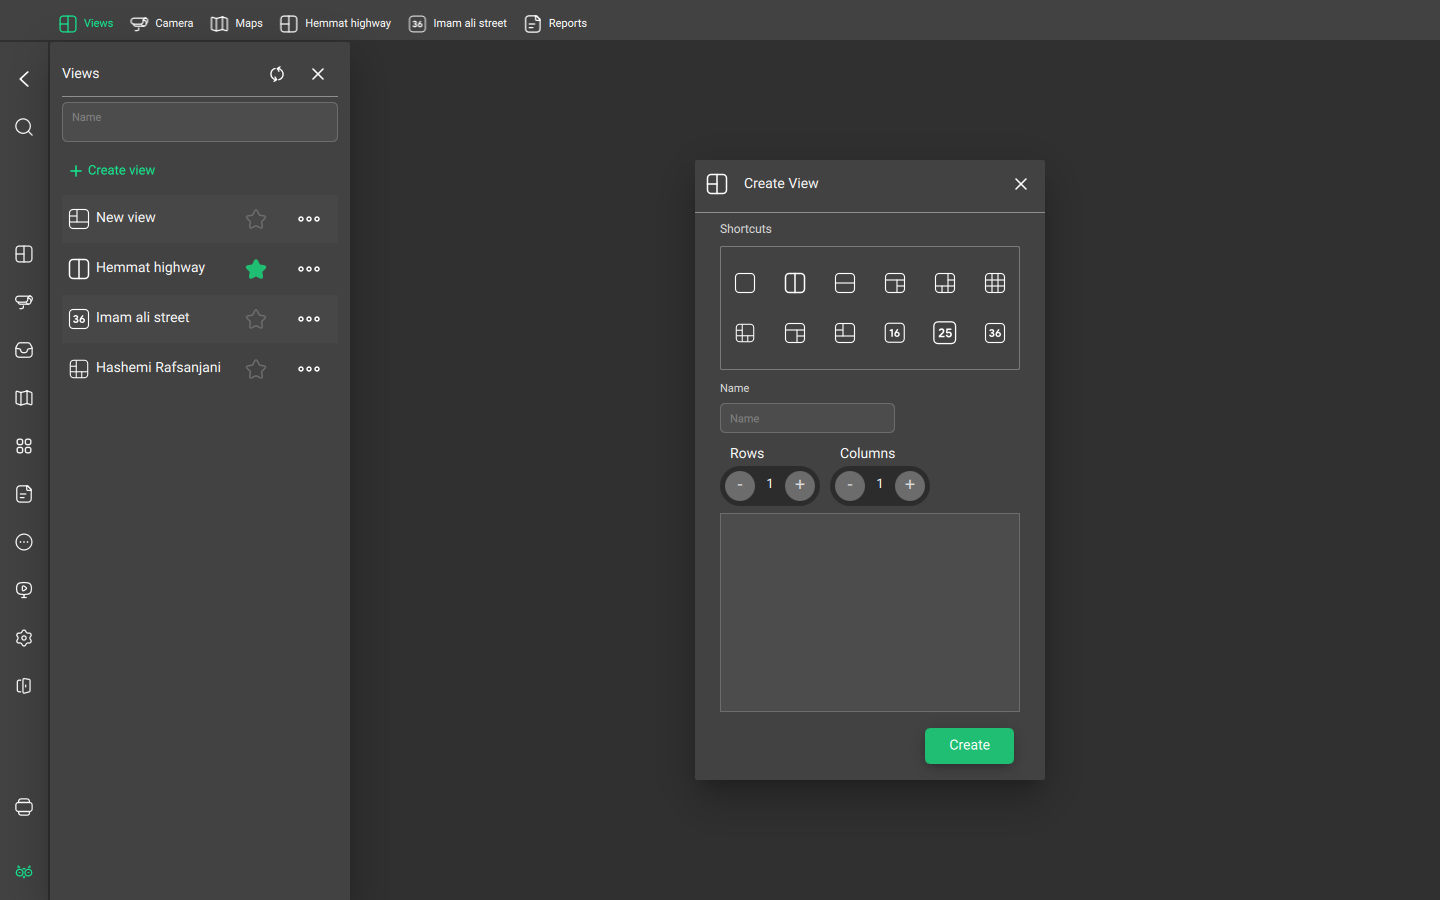 Views
Camera
Maps
Hemmat highway
36
Imam ali street
Reports
Views
Name
+ Create view
New view
Hemmat highway
36
Imam ali street
Hashemi Rafsanjani
Create View
Shortcuts
16
25
36
Name
Name
Rows
Columns
- 1 +
- 1 +
Create